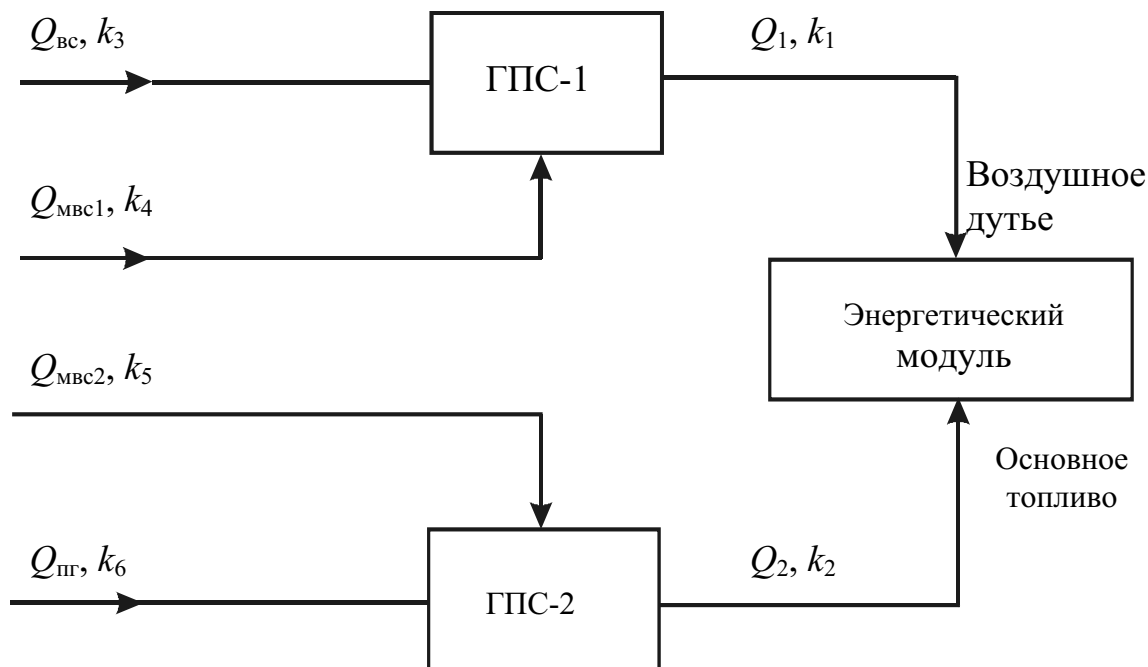 Qвс, k3
ГПС-1
Q1, k1
Qмвс1, k4
Воздушное
дутье
Энергетический
модуль
Qмвс2, k5
Основное
топливо
Qпг, k6
ГПС-2
Q2, k2